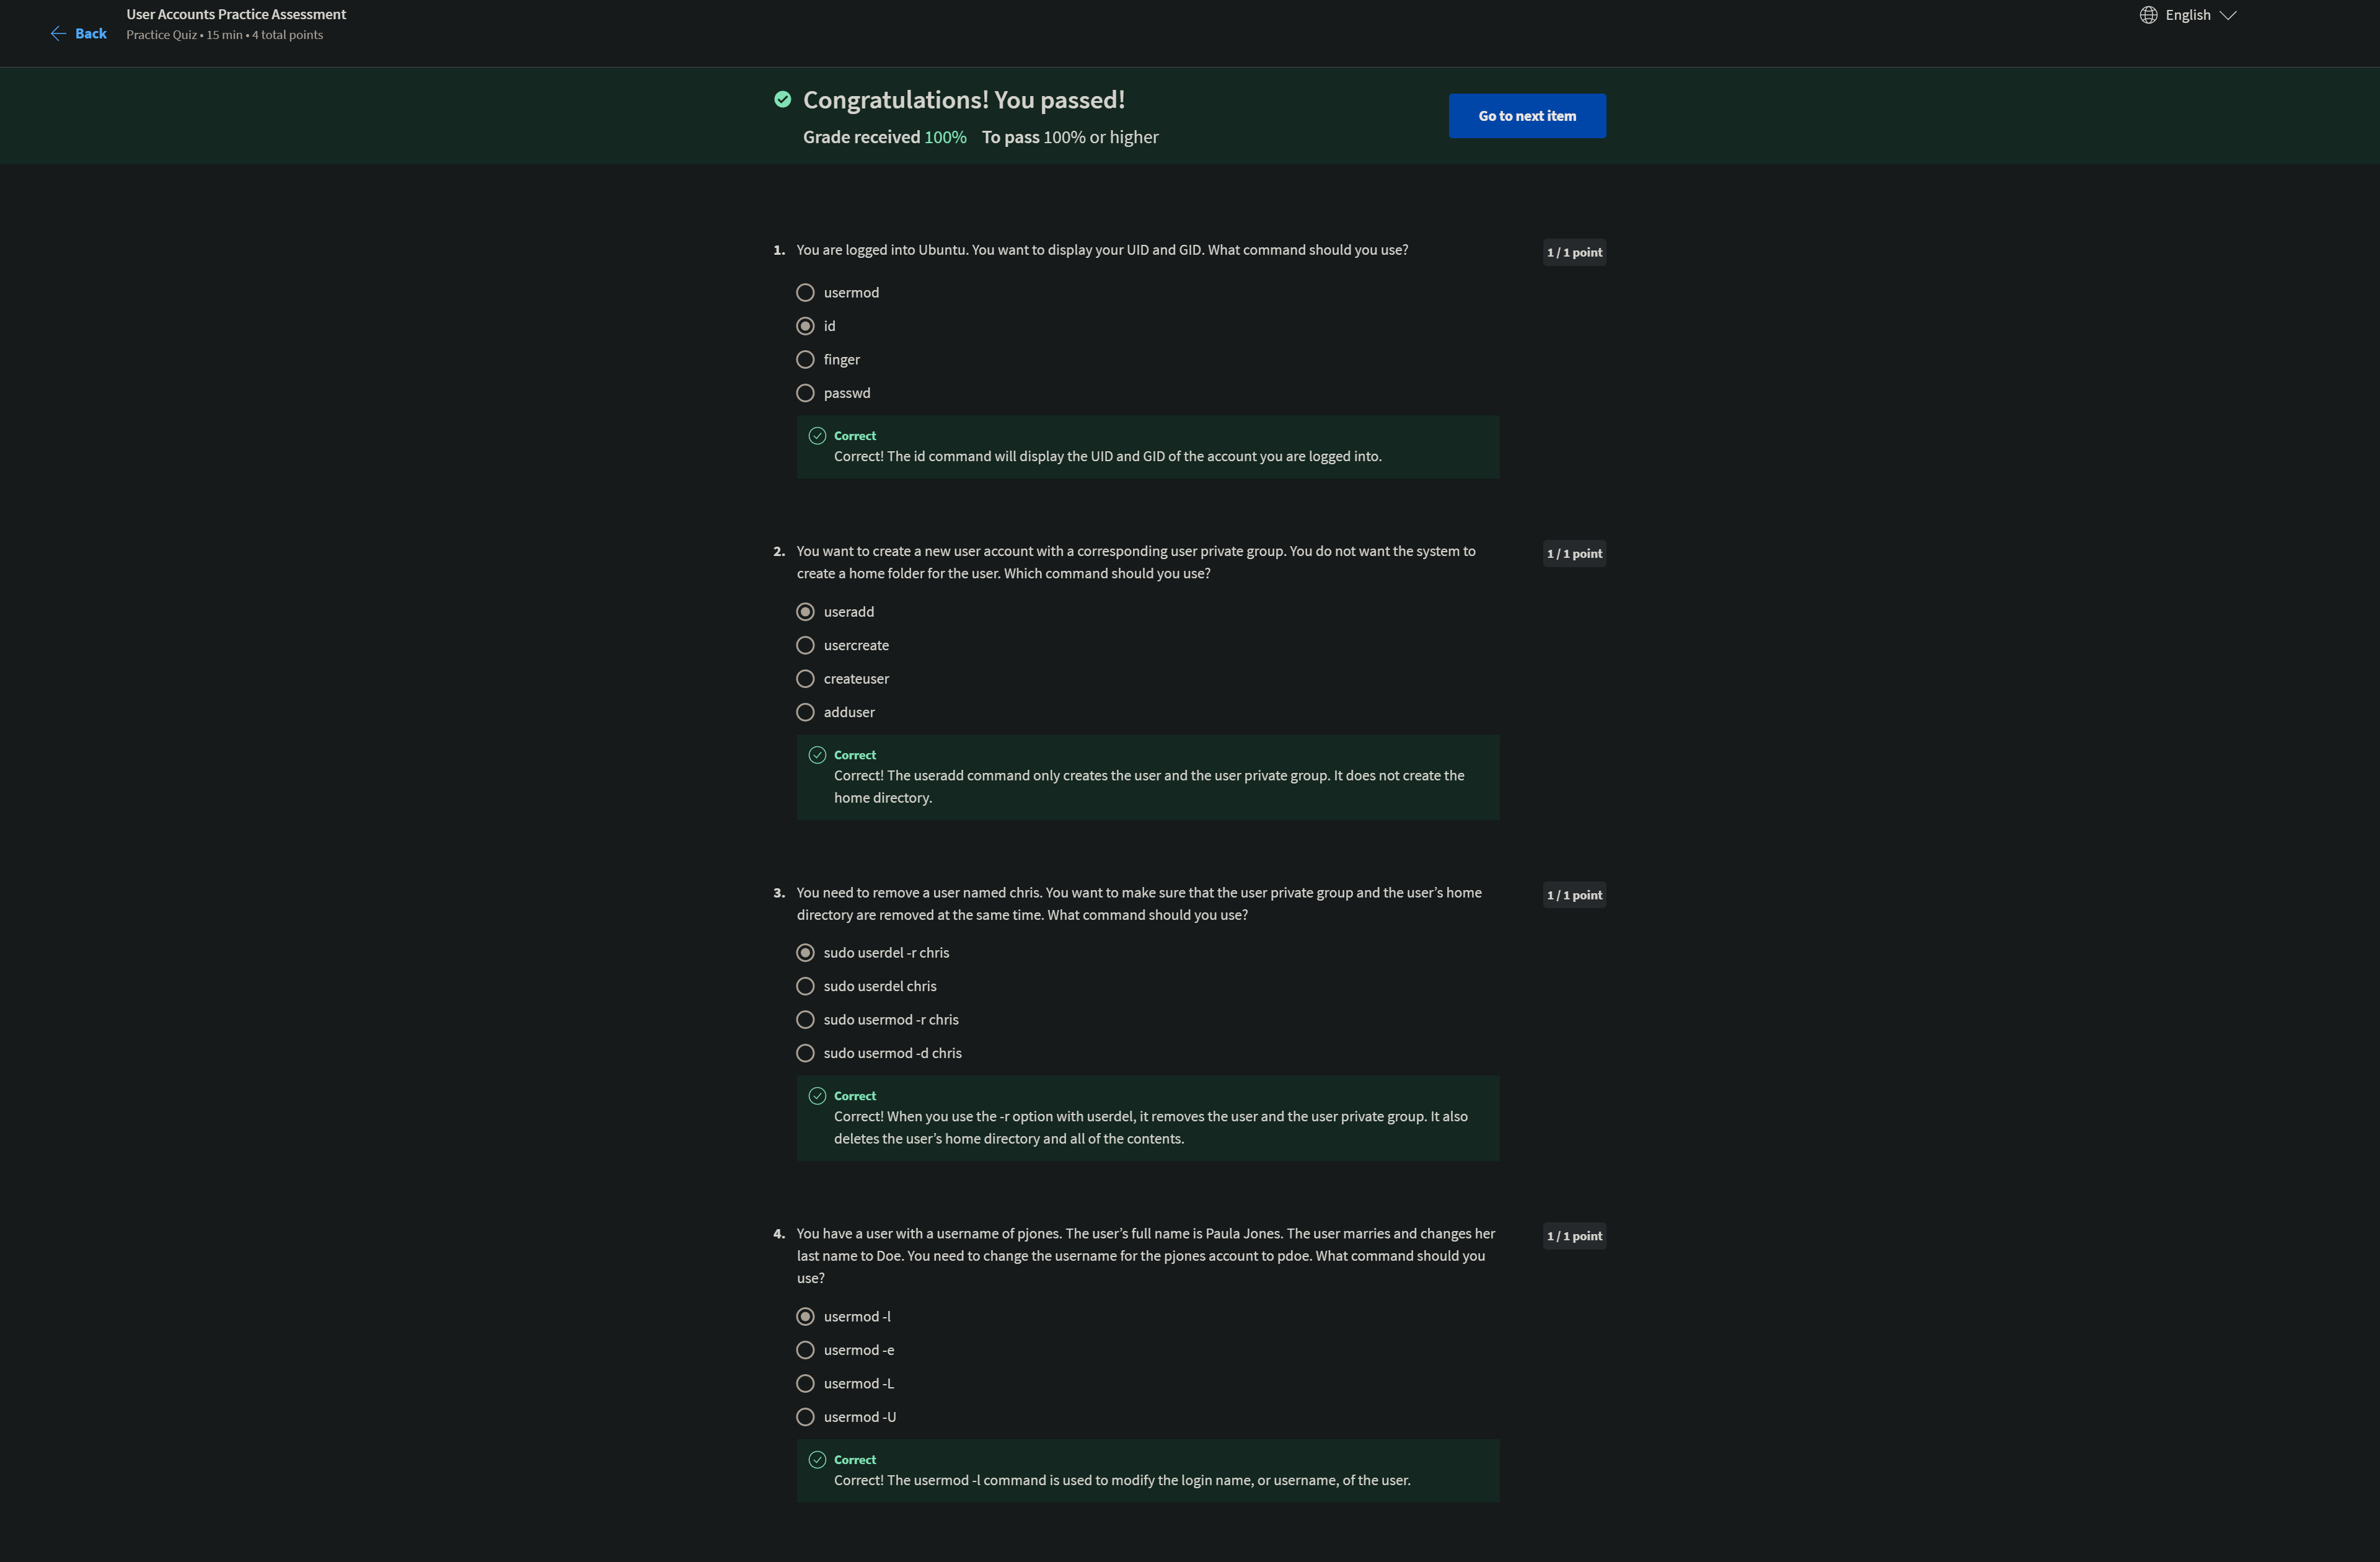 Back
User Accounts Practice Assessment
Practice Quiz • 15 min • 4 total points
English
Congratulations! You passed!
Grade received 100% To pass 100% or higher
Go to next item
1. You are logged into Ubuntu. You want to display your UID and GID. What command should you use?
1 / 1 point
usermod
id
finger
passwd
Correct
Correct! The id command will display the UID and GID of the account you are logged into.
2. You want to create a new user account with a corresponding user private group. You do not want the system to
create a home folder for the user. Which command should you use?
1 / 1 point
useradd
usercreate
createuser
adduser
Correct
Correct! The useradd command only creates the user and the user private group. It does not create the
home directory.
3. You need to remove a user named chris. You want to make sure that the user private group and the user’s home
directory are removed at the same time. What command should you use?
1 / 1 point
sudo userdel -r chris
sudo userdel chris
sudo usermod -r chris
sudo usermod -d chris
Correct
Correct! When you use the -r option with userdel, it removes the user and the user private group. It also
deletes the user’s home directory and all of the contents.
4. You have a user with a username of pjones. The user’s full name is Paula Jones. The user marries and changes her
last name to Doe. You need to change the username for the pjones account to pdoe. What command should you
use?
1 / 1 point
usermod -l
usermod -e
usermod -L
usermod -U
Correct
Correct! The usermod -l command is used to modify the login name, or username, of the user.